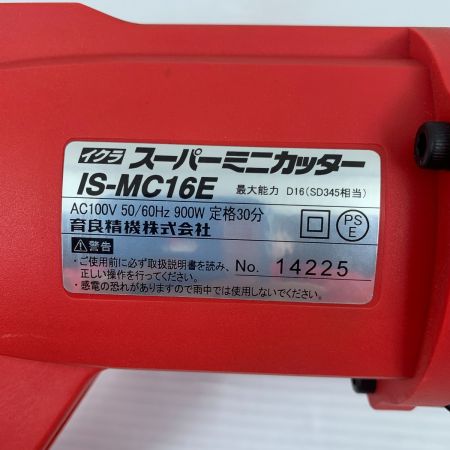 イクラ スーパーミニカッター
IS-MC16E 最大能力 D16(SD345相当)
AC100V 50/60Hz 900W 定格30分
育良精機株式会社
PS
E
⚠警告
・ご使用前に必ず取扱説明書を読み、
正しい操作を行ってください。
No. 14225
・感電の恐れがありますので雨中では使用しないでください。